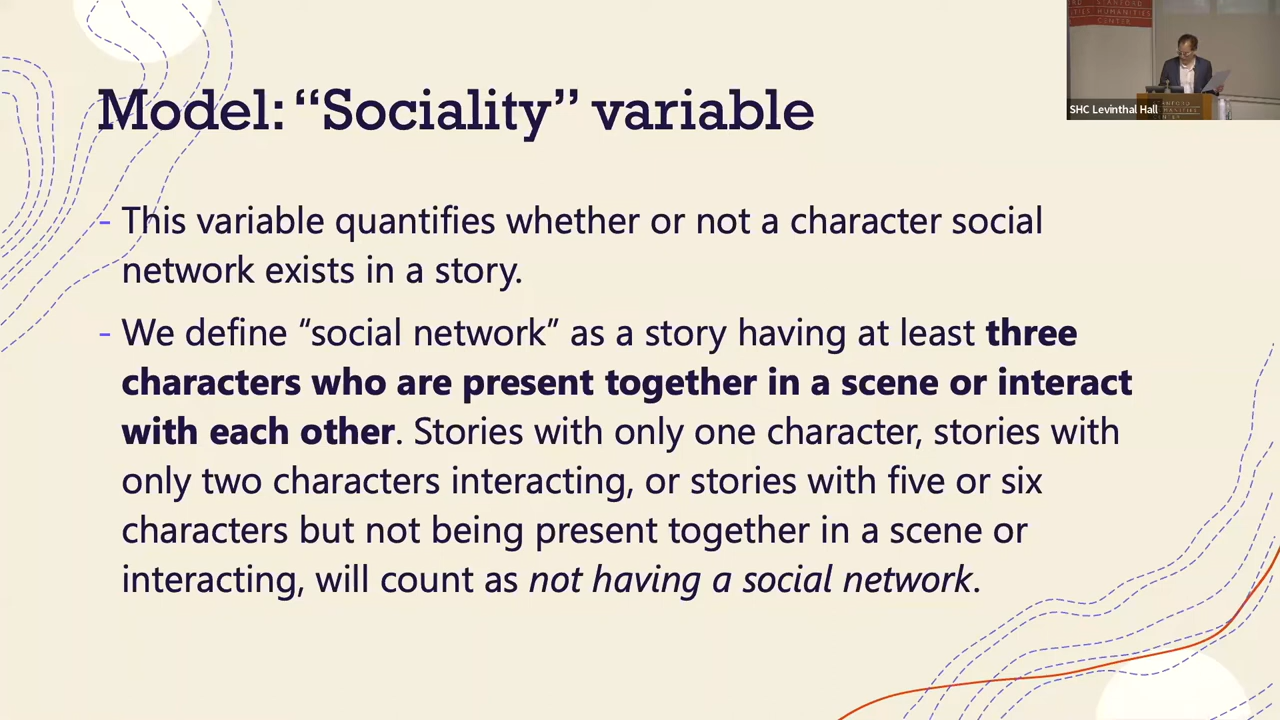 Model: “Sociality” variable
- This variable quantifies whether or not a character social
network exists in a story.
- We define “social network” as a story having at least three
characters who are present together in a scene or interact
with each other. Stories with only one character, stories with
only two characters interacting, or stories with five or six
characters but not being present together in a scene or
interacting, will count as not having a social network.
STANFORD
HUMANITIES
CENTER
SHC Levinthal Hall